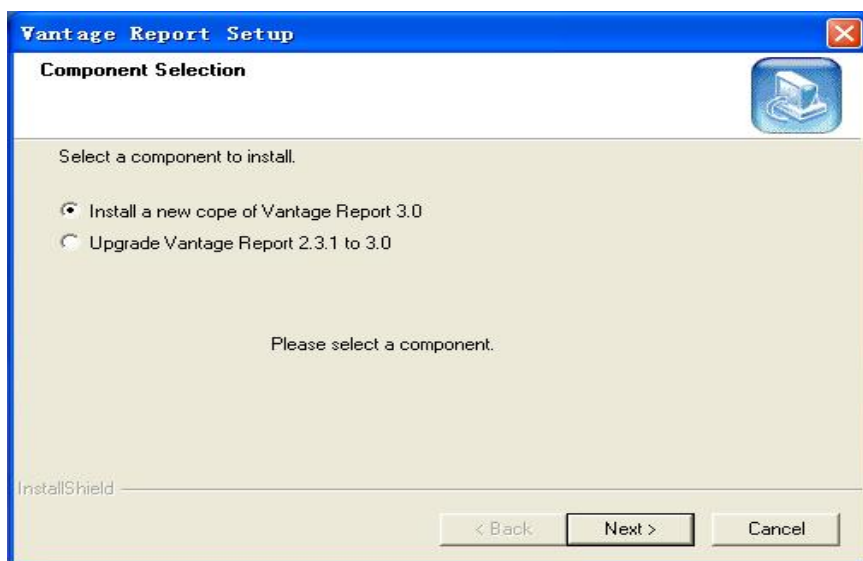 Vantage Report Setup
Component Selection
Select a component to install.
Install a new cope of Vantage Report 3.0
Upgrade Vantage Report 2.3.1 to 3.0
Please select a component.
InstallShield
< Back Next > Cancel